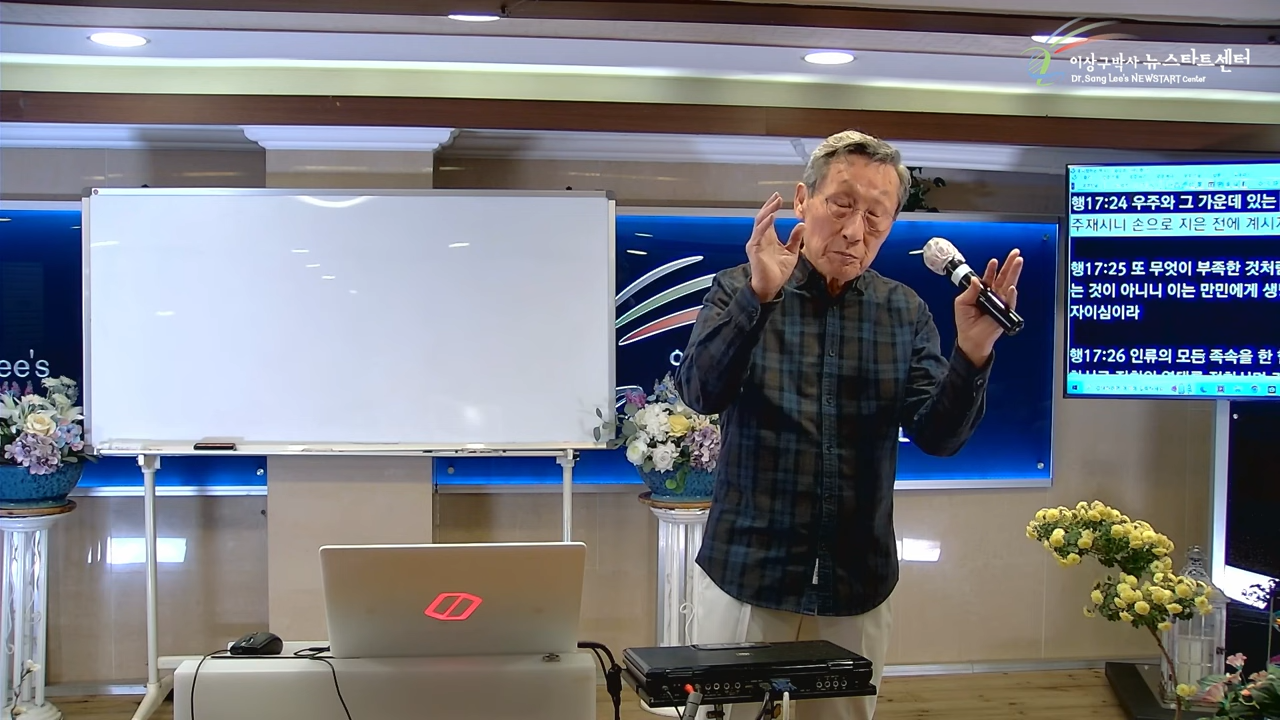 이상구박사 뉴스타트센터
Dr. Sang Lee's NEWSTART Center
행17:24 우주와 그 가운데 있는
주재시니 손으로 지은 전에 계시지
행17:25 또 무엇이 부족한 것처럼
는 것이 아니니 이는 만민에게 생명
자이심이라
행17:26 인류의 모든 족속을 한
ee's